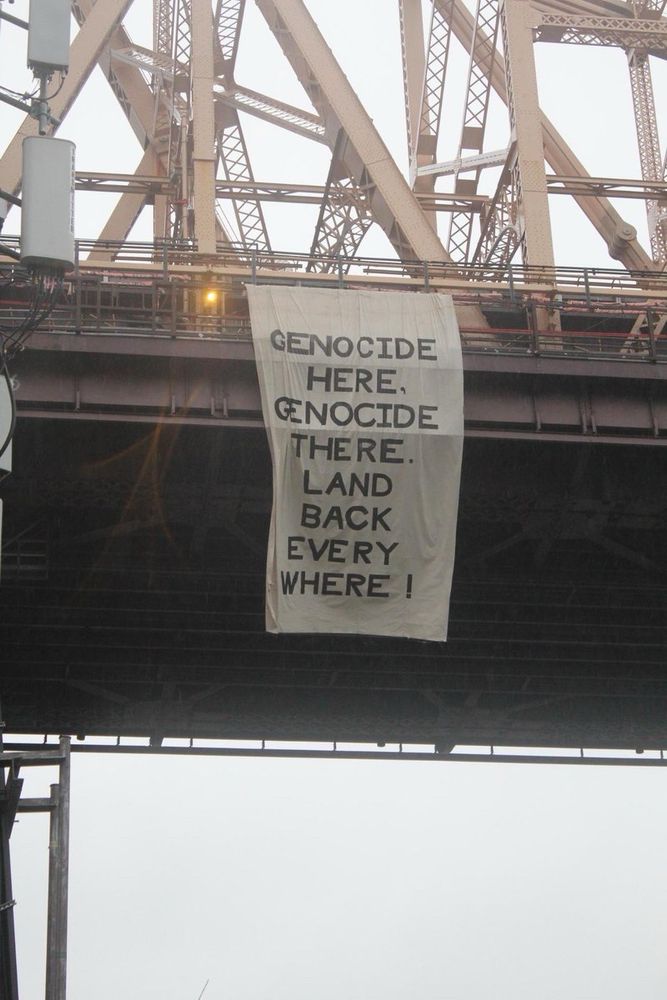 GENOCIDE
HERE,
GENOCIDE
THERE.
LAND
BACK
EVERY
WHERE!